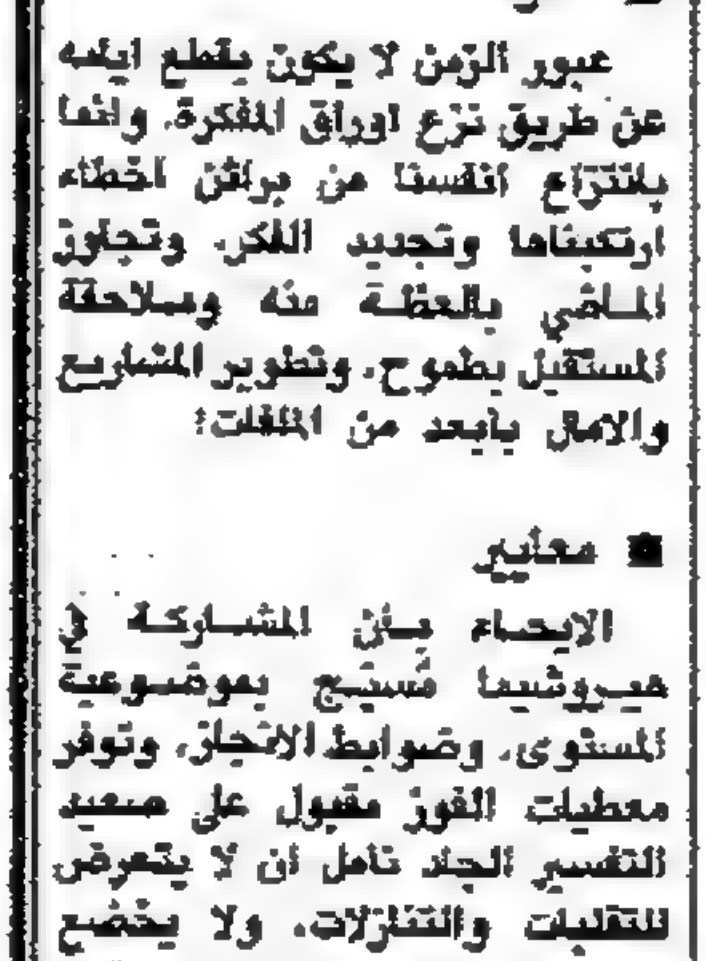 عبور الزمن لا يكون بقطع ايامه
عن طريق نزع اوراق المفكرة، وانما
بانتزاع انفسنا من براثن اخطاء
ارتكبناها وتجديد الفكر، وتجاوز
الماضي بالعظة منه وملاحقة
المستقبل بطموح، وتطوير المشاريع
والامال بابعد من الملفات؛
■ معايير
الايحاء بأن المشاركة في
هيروشيما مُسيّج بموضوعية
المستوى، وضوابط الانجاز، وتوفر
معطيات الفوز مقبول على صعيد
التفسير الجاد نامل ان لا يتعرض
للتقلبات والتنازلات، ولا يخضع